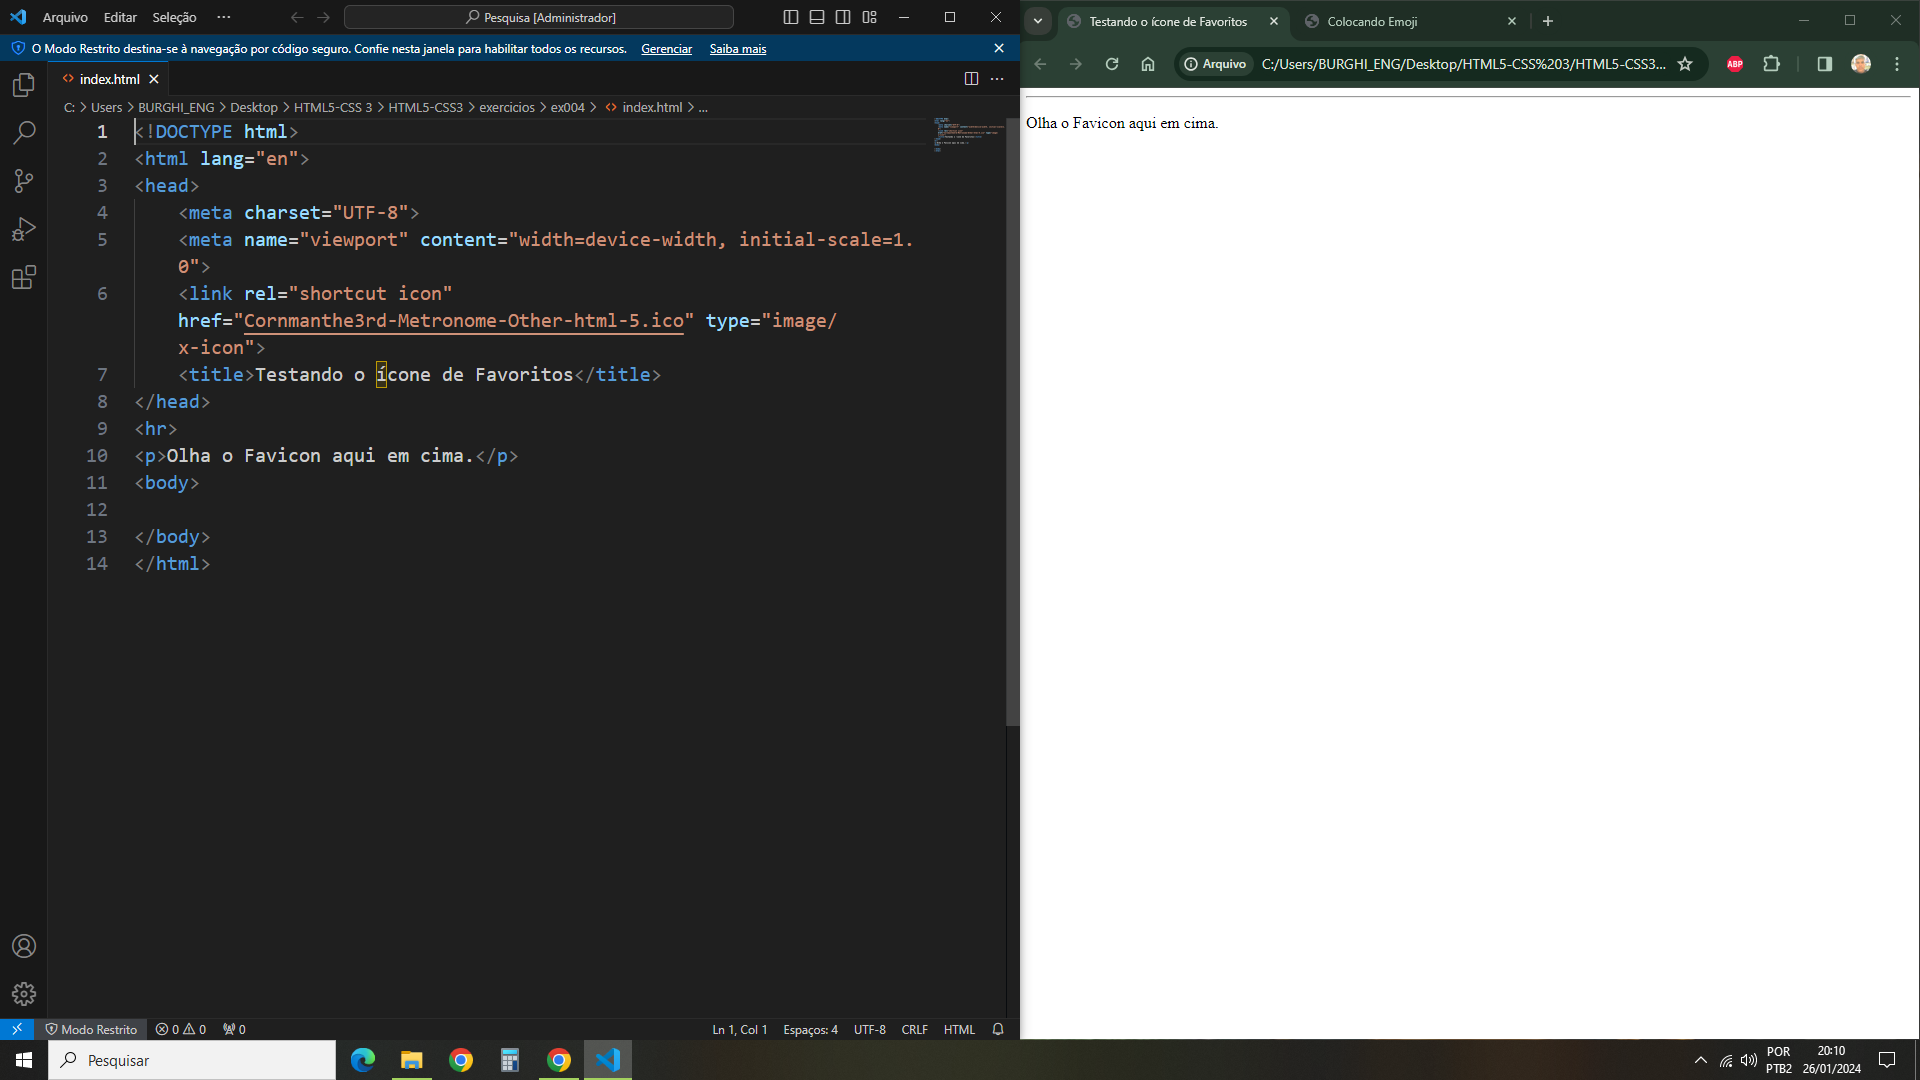 Arquivo Editar Seleção ··· Pesquisa [Administrador]
O Modo Restrito destina-se à navegação por código seguro. Confie nesta janela para habilitar todos os recursos. Gerenciar Saiba mais
index.html
C: > Users > BURGHI_ENG > Desktop > HTML5-CSS 3 > HTML5-CSS3 > exercicios > ex004 > index.html > ...
1 <!DOCTYPE html>
2 <html lang="en">
3 <head>
4 <meta charset="UTF-8">
5 <meta name="viewport" content="width=device-width, initial-scale=1.
0">
6 <link rel="shortcut icon"
href="Cornmanthe3rd-Metronome-Other-html-5.ico" type="image/
x-icon">
7 <title>Testando o ícone de Favoritos</title>
8 </head>
9 <hr>
10 <p>Olha o Favicon aqui em cima.</p>
11 <body>
12
13 </body>
14 </html>
Modo Restrito 0 0 0 Ln 1, Col 1 Espaços: 4 UTF-8 CRLF HTML
Testando o ícone de Favoritos Colocando Emoji
Arquivo C:/Users/BURGHI_ENG/Desktop/HTML5-CSS%203/HTML5-CSS3... ABP
Olha o Favicon aqui em cima.
Pesquisar
POR
PTB2
20:10
26/01/2024